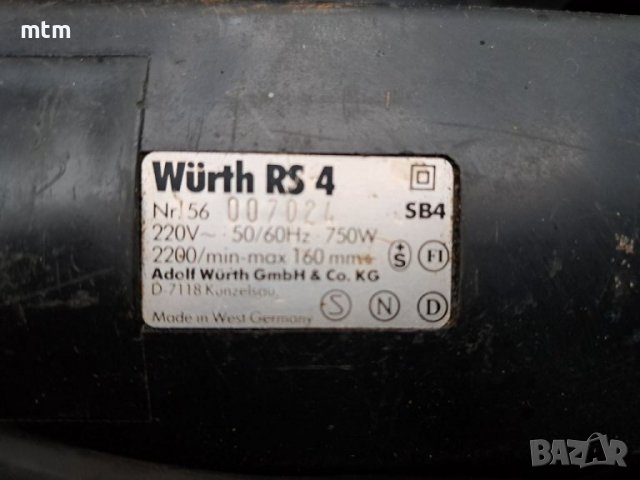 mtm
Würth RS 4
Nr. 56 007024 SB4
220V~ · 50/60Hz · 750W
2200/min-max 160 mm⌀ +S FI
Adolf Würth GmbH & Co. KG
D-7118 Künzelsau
S N D
Made in West Germany
BAZAR